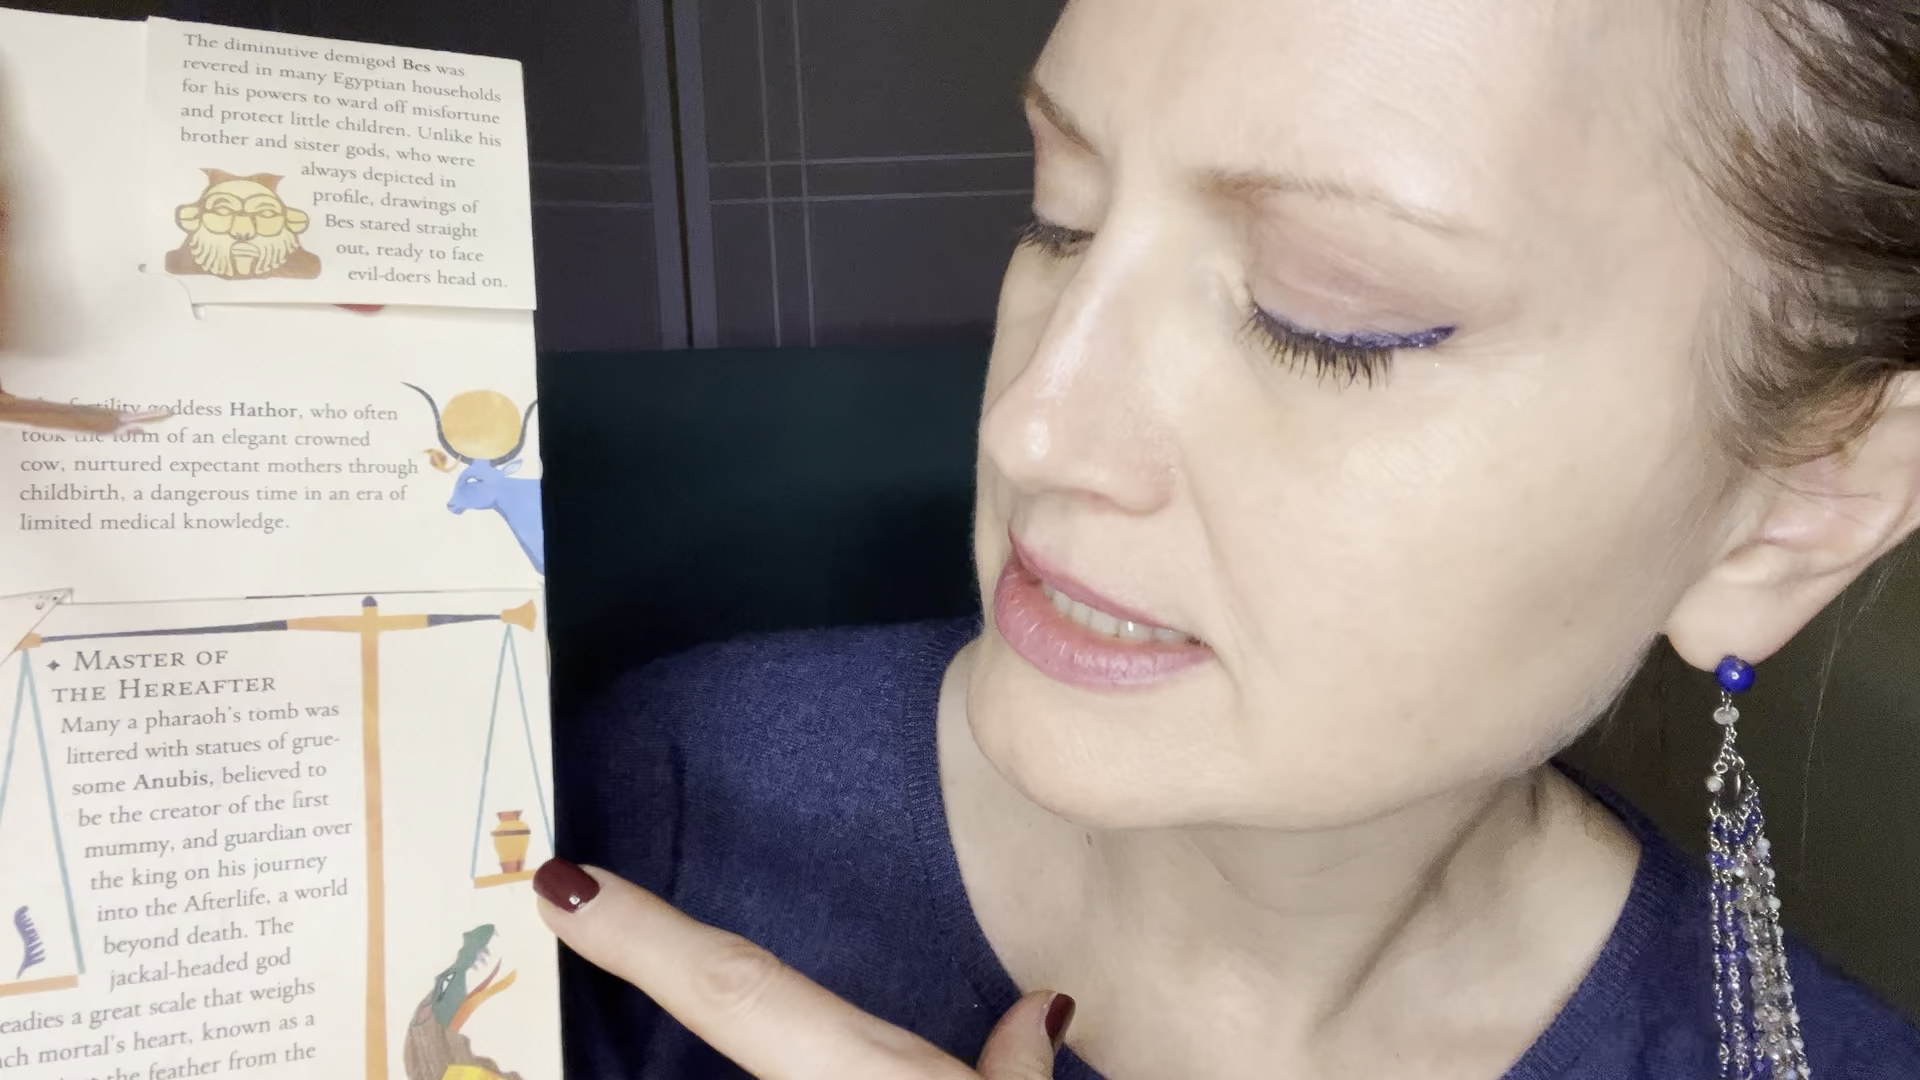 The diminutive demigod Bes was
revered in many Egyptian households
for his powers to ward off misfortune
and protect little children. Unlike his
brother and sister gods, who were
always depicted in
profile, drawings of
Bes stared straight
out, ready to face
evil-doers head on.
fertility goddess Hathor, who often
took the form of an elegant crowned
cow, nurtured expectant mothers through
childbirth, a dangerous time in an era of
limited medical knowledge.
✦ MASTER OF
THE HEREAFTER
Many a pharaoh's tomb was
littered with statues of grue-
some Anubis, believed to
be the creator of the first
mummy, and guardian over
the king on his journey
into the Afterlife, a world
beyond death. The
jackal-headed god
eadies a great scale that weighs
ach mortal's heart, known as a
the feather from the